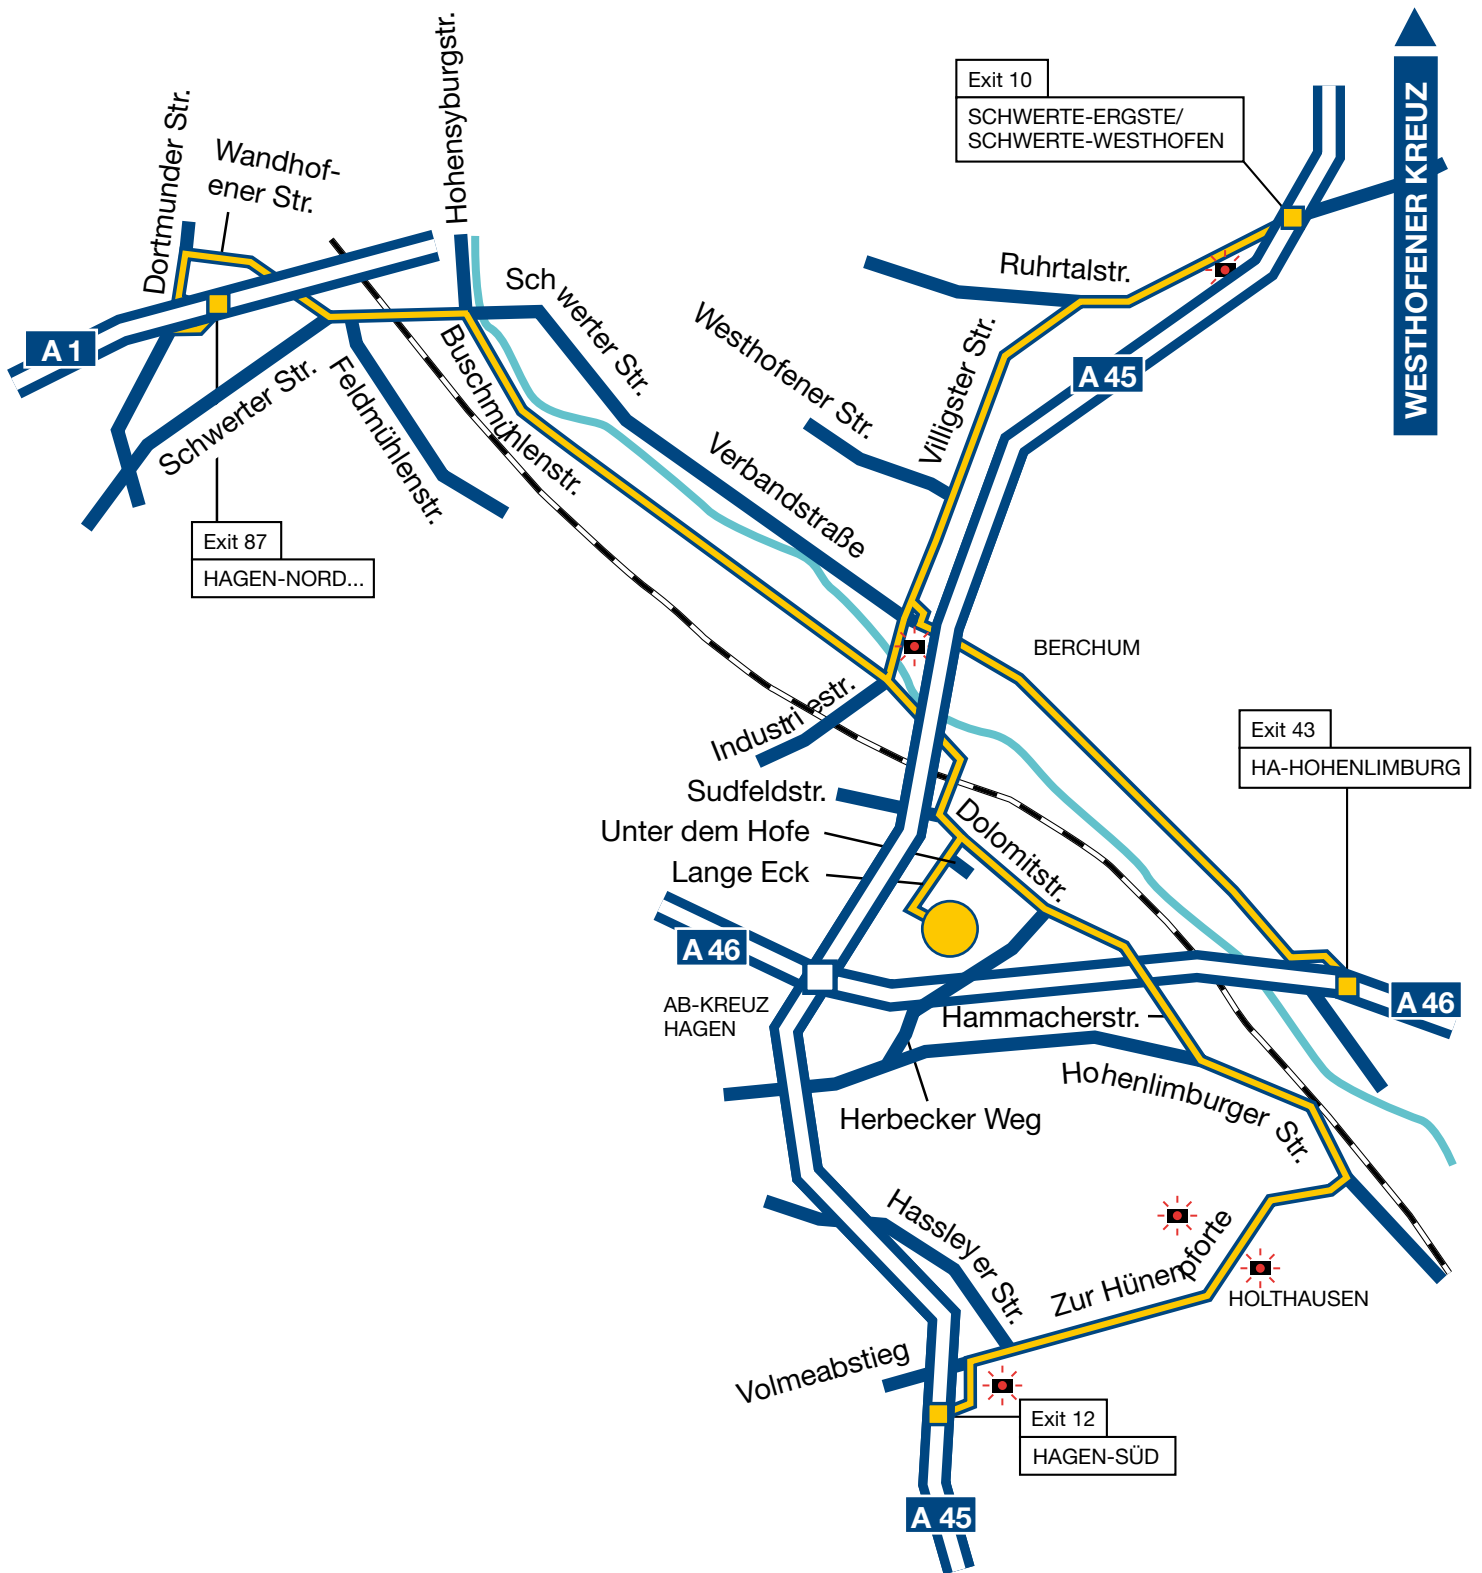 Exit 10
SCHWERTE-ERGSTE/
SCHWERTE-WESTHOFEN
WESTHOFENER KREUZ
Dortmunder Str.
Wandhof-
ener Str.
Hohensyburgstr.
Schwerter Str.
Ruhrtalstr.
A 1
Westhofener Str.
Villigster Str.
A 45
Schwerter Str.
Feldmühlenstr.
Buschmühlenstr.
Verbandstraße
Exit 87
HAGEN-NORD...
BERCHUM
Industriestr.
Exit 43
HA-HOHENLIMBURG
Sudfeldstr.
Unter dem Hofe
Lange Eck
Dolomitstr.
A 46
AB-KREUZ
HAGEN
A 46
Hammacherstr.
Hohenlimburger Str.
Herbecker Weg
Hassleyer Str.
Zur Hünenpforte
HOLTHAUSEN
Volmeabstieg
Exit 12
HAGEN-SÜD
A 45